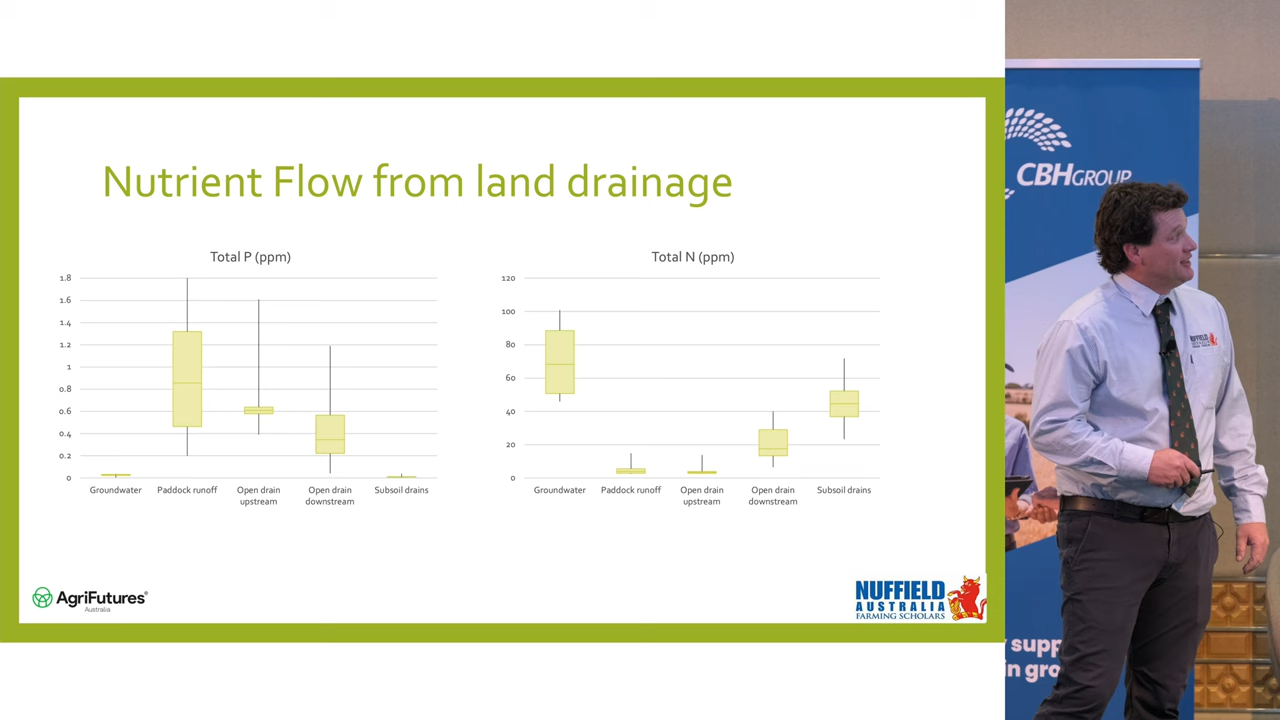 Nutrient Flow from land drainage
Total P (ppm)
1.8
1.6
1.4
1.2
1
0.8
0.6
0.4
0.2
0
Groundwater
Paddock runoff
Open drain
upstream
Open drain
downstream
Subsoil drains
Total N (ppm)
120
100
80
60
40
20
0
Groundwater
Paddock runoff
Open drain
upstream
Open drain
downstream
Subsoil drains
AgriFutures®
Australia
NUFFIELD
AUSTRALIA
FARMING SCHOLARS
CBHGROUP
NUFFIELD
supp
in gro